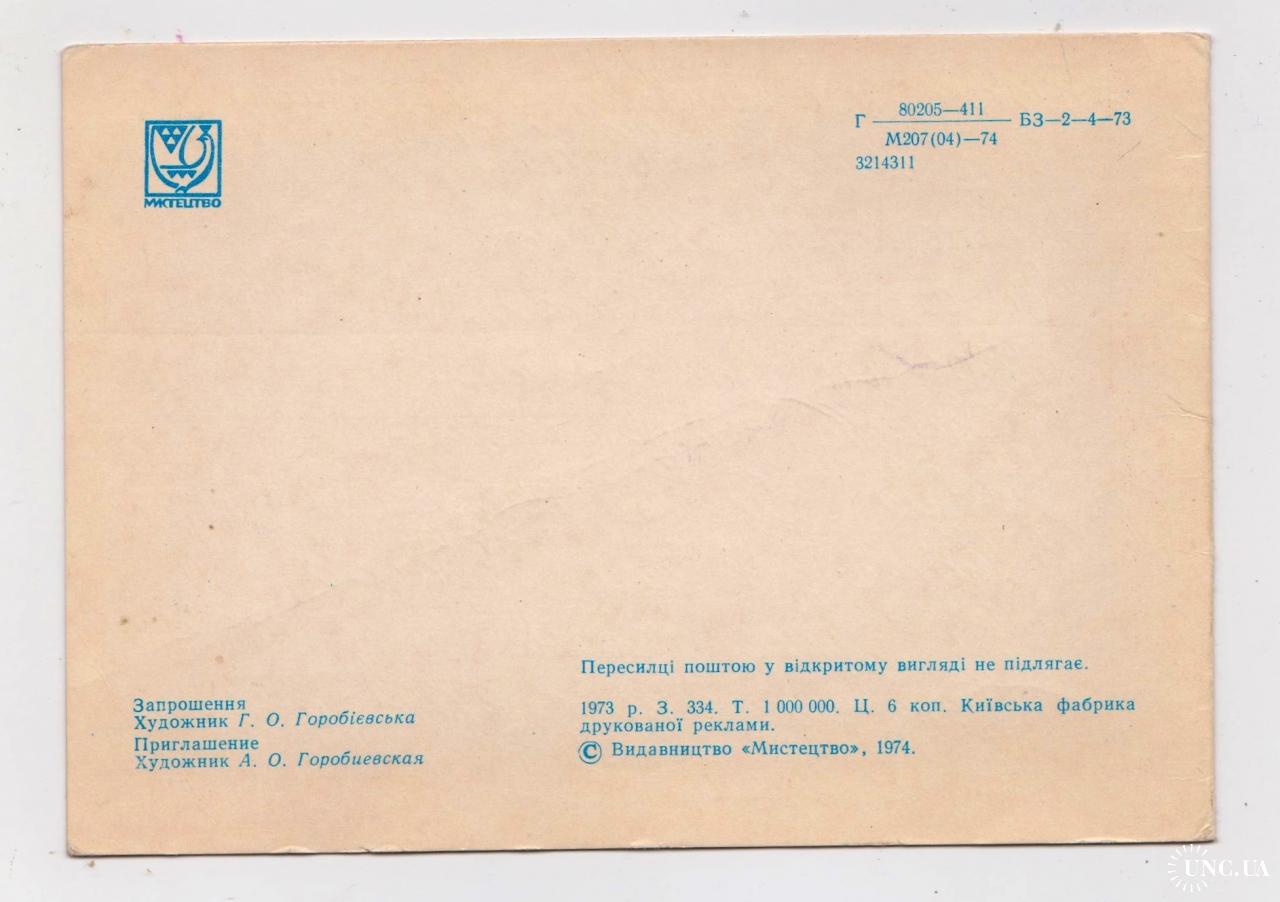 МИСТЕЦТВО
Г 80205—411 БЗ—2—4—73
М207(04)—74
3214311
Пересилці поштою у відкритому вигляді не підлягає.
Запрошення
Художник Г. О. Горобієвська
Приглашение
Художник А. О. Горобиевская
1973 р. З. 334. Т. 1 000 000. Ц. 6 коп. Київська фабрика
друкованої реклами.
© Видавництво «Мистецтво», 1974.
UNC.UA